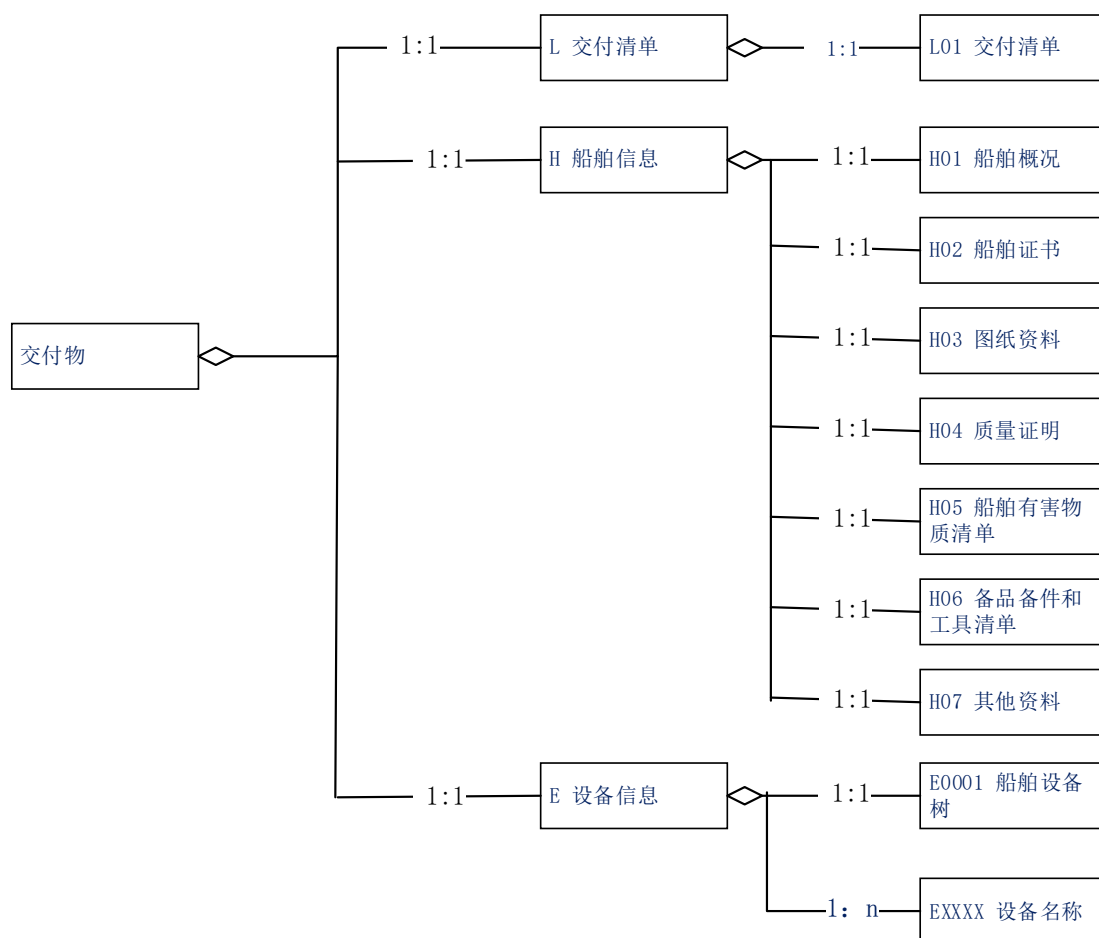 1:1
L 交付清单
1:1
L01 交付清单
1:1
H 船舶信息
1:1
H01 船舶概况
1:1
H02 船舶证书
交付物
1:1
H03 图纸资料
1:1
H04 质量证明
1:1
H05 船舶有害物
质清单
1:1
H06 备品备件和
工具清单
1:1
H07 其他资料
1:1
E 设备信息
1:1
E0001 船舶设备
树
1: n
EXXXX 设备名称